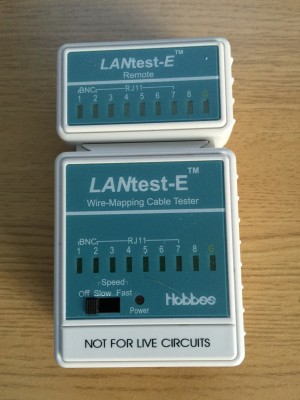 LANtest-E™
Remote
BNC RJ11
1 2 3 4 5 6 7 8 G
LANtest-E™
Wire-Mapping Cable Tester
BNC RJ11
1 2 3 4 5 6 7 8 G
Speed
Off Slow Fast
Power
Hobbes
NOT FOR LIVE CIRCUITS